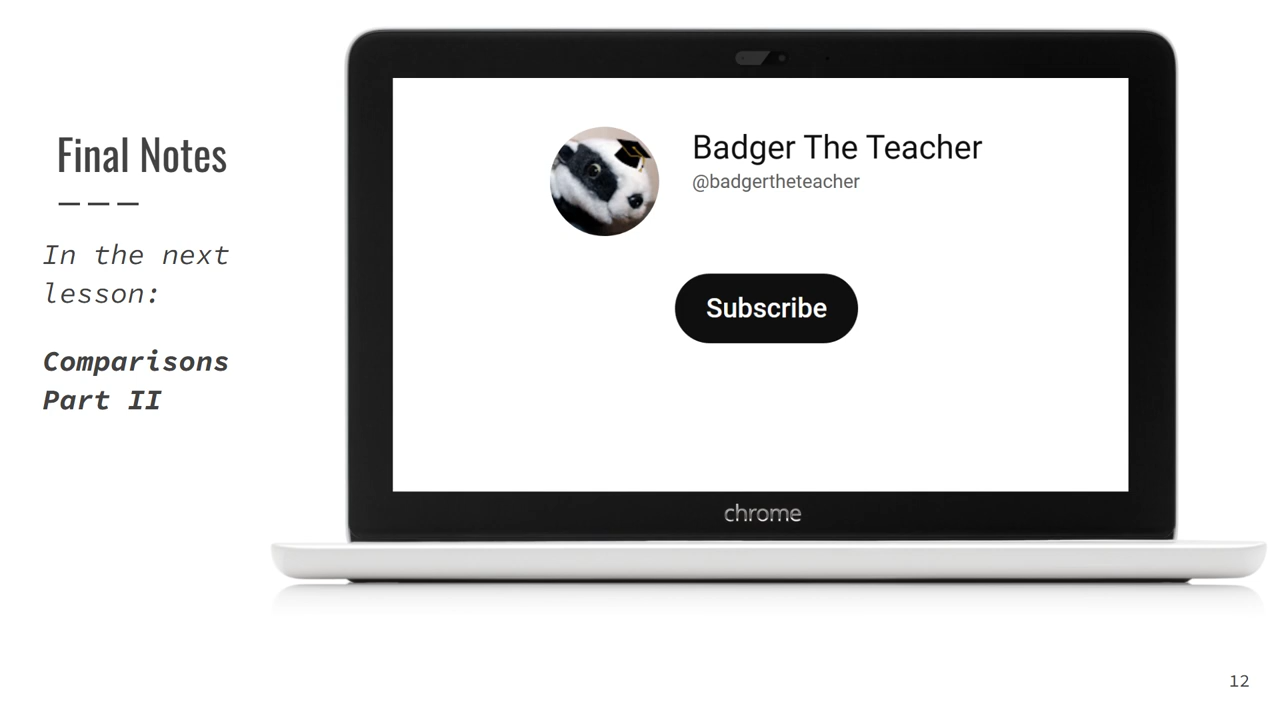 Final Notes
In the next
lesson:
Comparisons
Part II
Badger The Teacher
@badgertheteacher
Subscribe
chrome
12